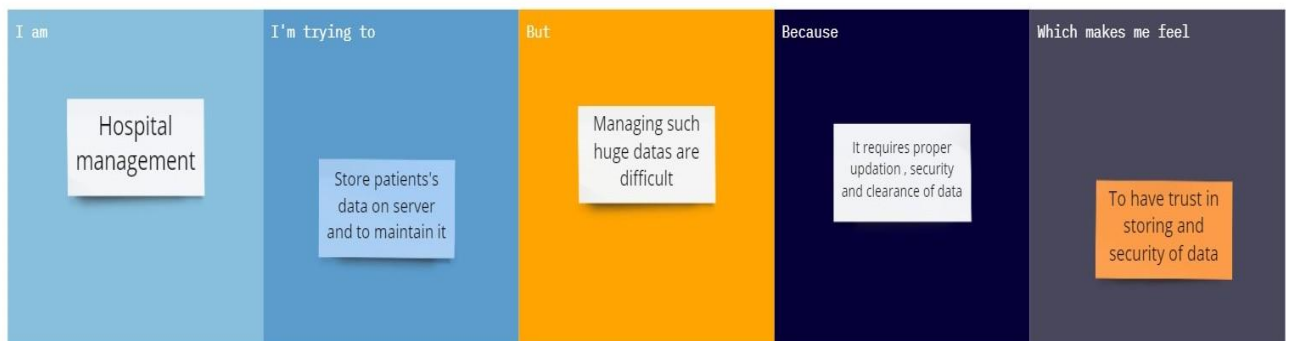 I am
Hospital
management
I'm trying to
Store patients's
data on server
and to maintain it
But
Managing such
huge datas are
difficult
Because
It requires proper
updation , security
and clearance of data
Which makes me feel
To have trust in
storing and
security of data